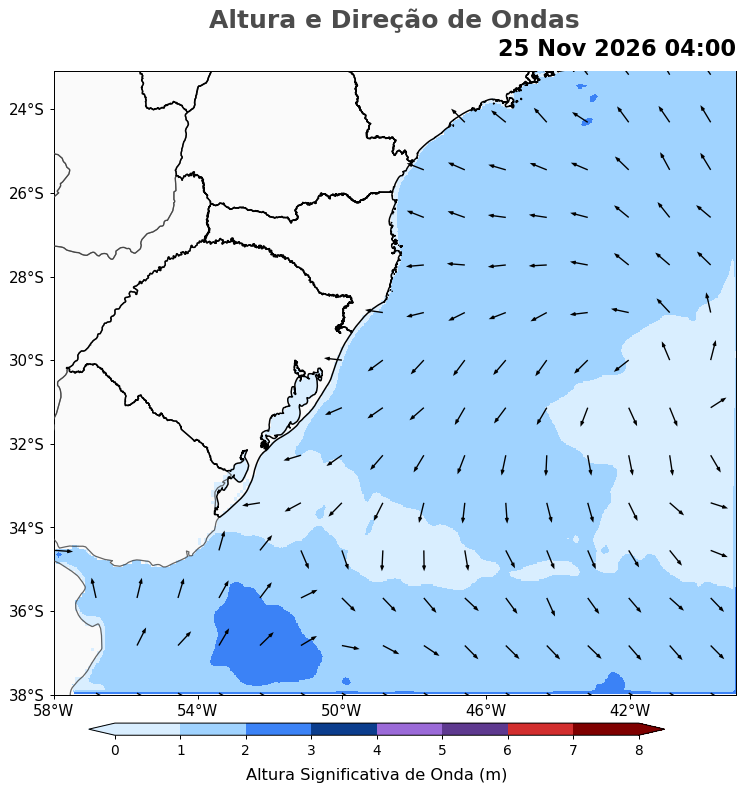 Altura e Direção de Ondas
25 Nov 2026 04:00
24°S
26°S
28°S
30°S
32°S
34°S
36°S
38°S
58°W 54°W 50°W 46°W 42°W
0 1 2 3 4 5 6 7 8
Altura Significativa de Onda (m)